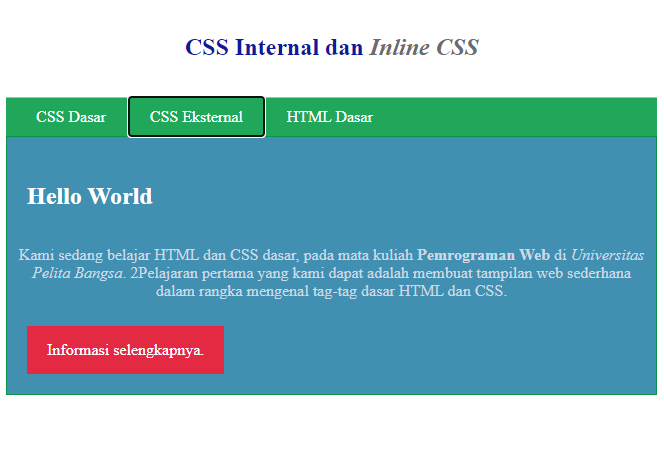 CSS Internal dan Inline CSS
CSS Dasar CSS Eksternal HTML Dasar
Hello World
Kami sedang belajar HTML dan CSS dasar, pada mata kuliah Pemrograman Web di Universitas
Pelita Bangsa. 2Pelajaran pertama yang kami dapat adalah membuat tampilan web sederhana
dalam rangka mengenal tag-tag dasar HTML dan CSS.
Informasi selengkapnya.